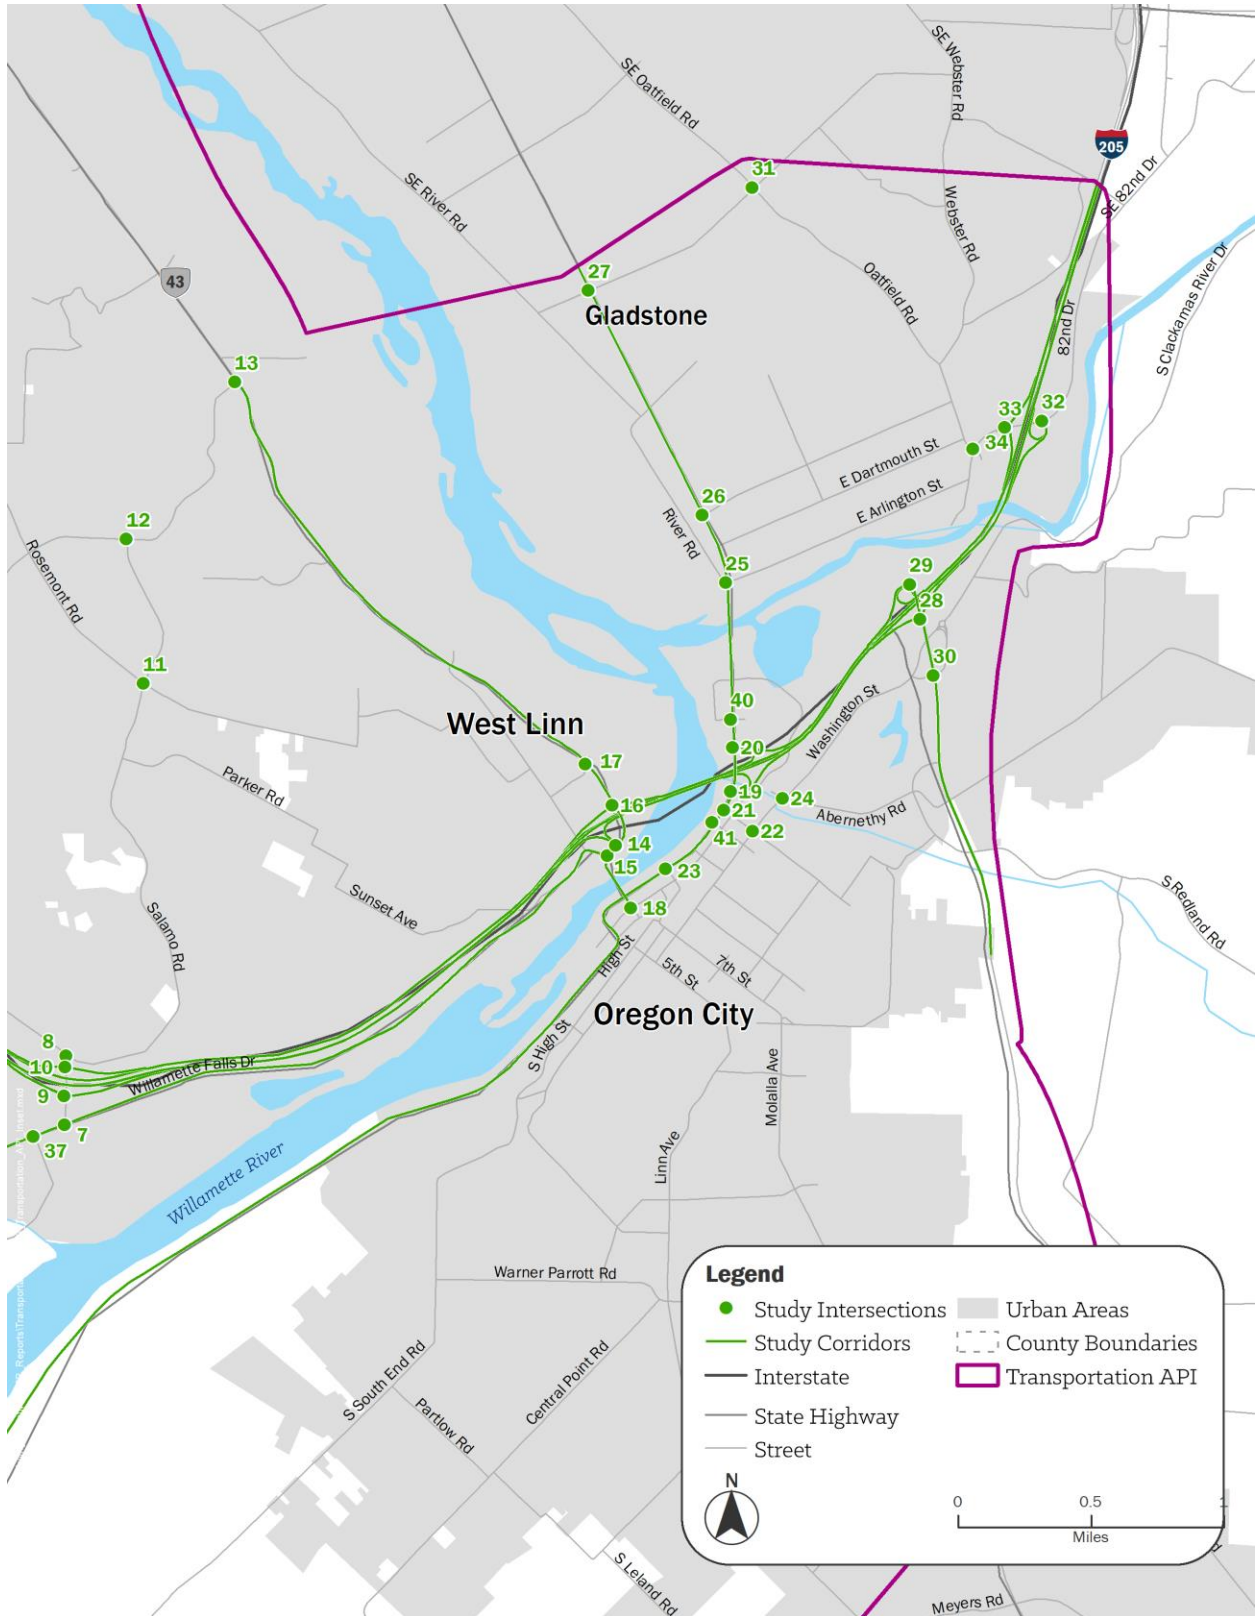 SE Webster Rd
SE Oatfield Rd
205
SE 82nd Dr
31
SE River Rd
Webster Rd
S Clackamas River Dr
43
27
Oatfield Rd
Gladstone
82nd Dr
13
33
32
34
E Dartmouth St
26
E Arlington St
12
River Rd
Rosemont Rd
25
29
28
11
30
40
West Linn
Washington St
20
17
Parker Rd
19
24
16
21
Abernethy Rd
41
22
14
15
23
Sunset Ave
S Redland Rd
18
Salamo Rd
High St
5th St
7th St
Oregon City
8
S High St
10
Willamette Falls Dr
Molalla Ave
9
7
37
Linn Ave
Willamette River
Warner Parrott Rd
S South End Rd
Central Point Rd
Partlow Rd
S Leland Rd
Meyers Rd
Legend
Study Intersections
Urban Areas
Study Corridors
County Boundaries
Interstate
Transportation API
State Highway
Street
N
0
0.5
1
Miles